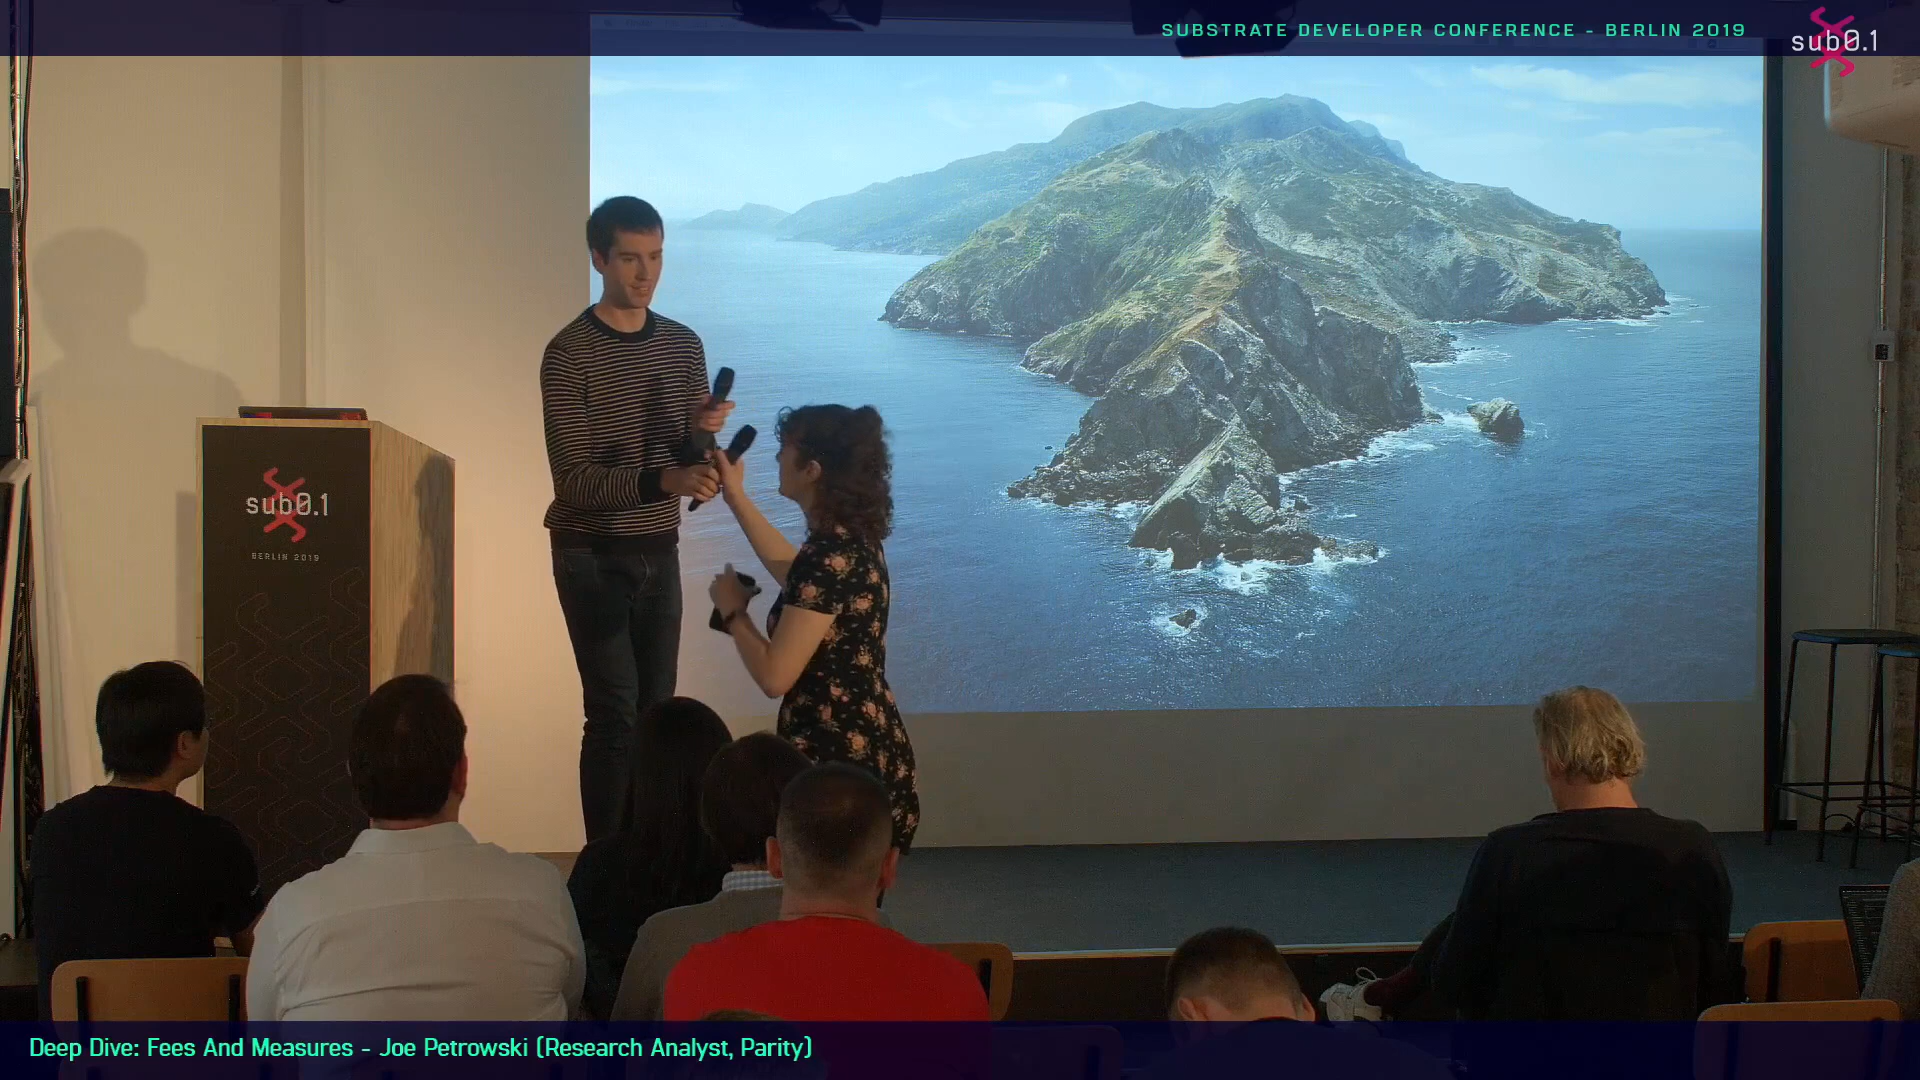 SUBSTRATE DEVELOPER CONFERENCE - BERLIN 2019
sub0.1
sub0.1
BERLIN 2019
Deep Dive: Fees And Measures - Joe Petrowski (Research Analyst, Parity)